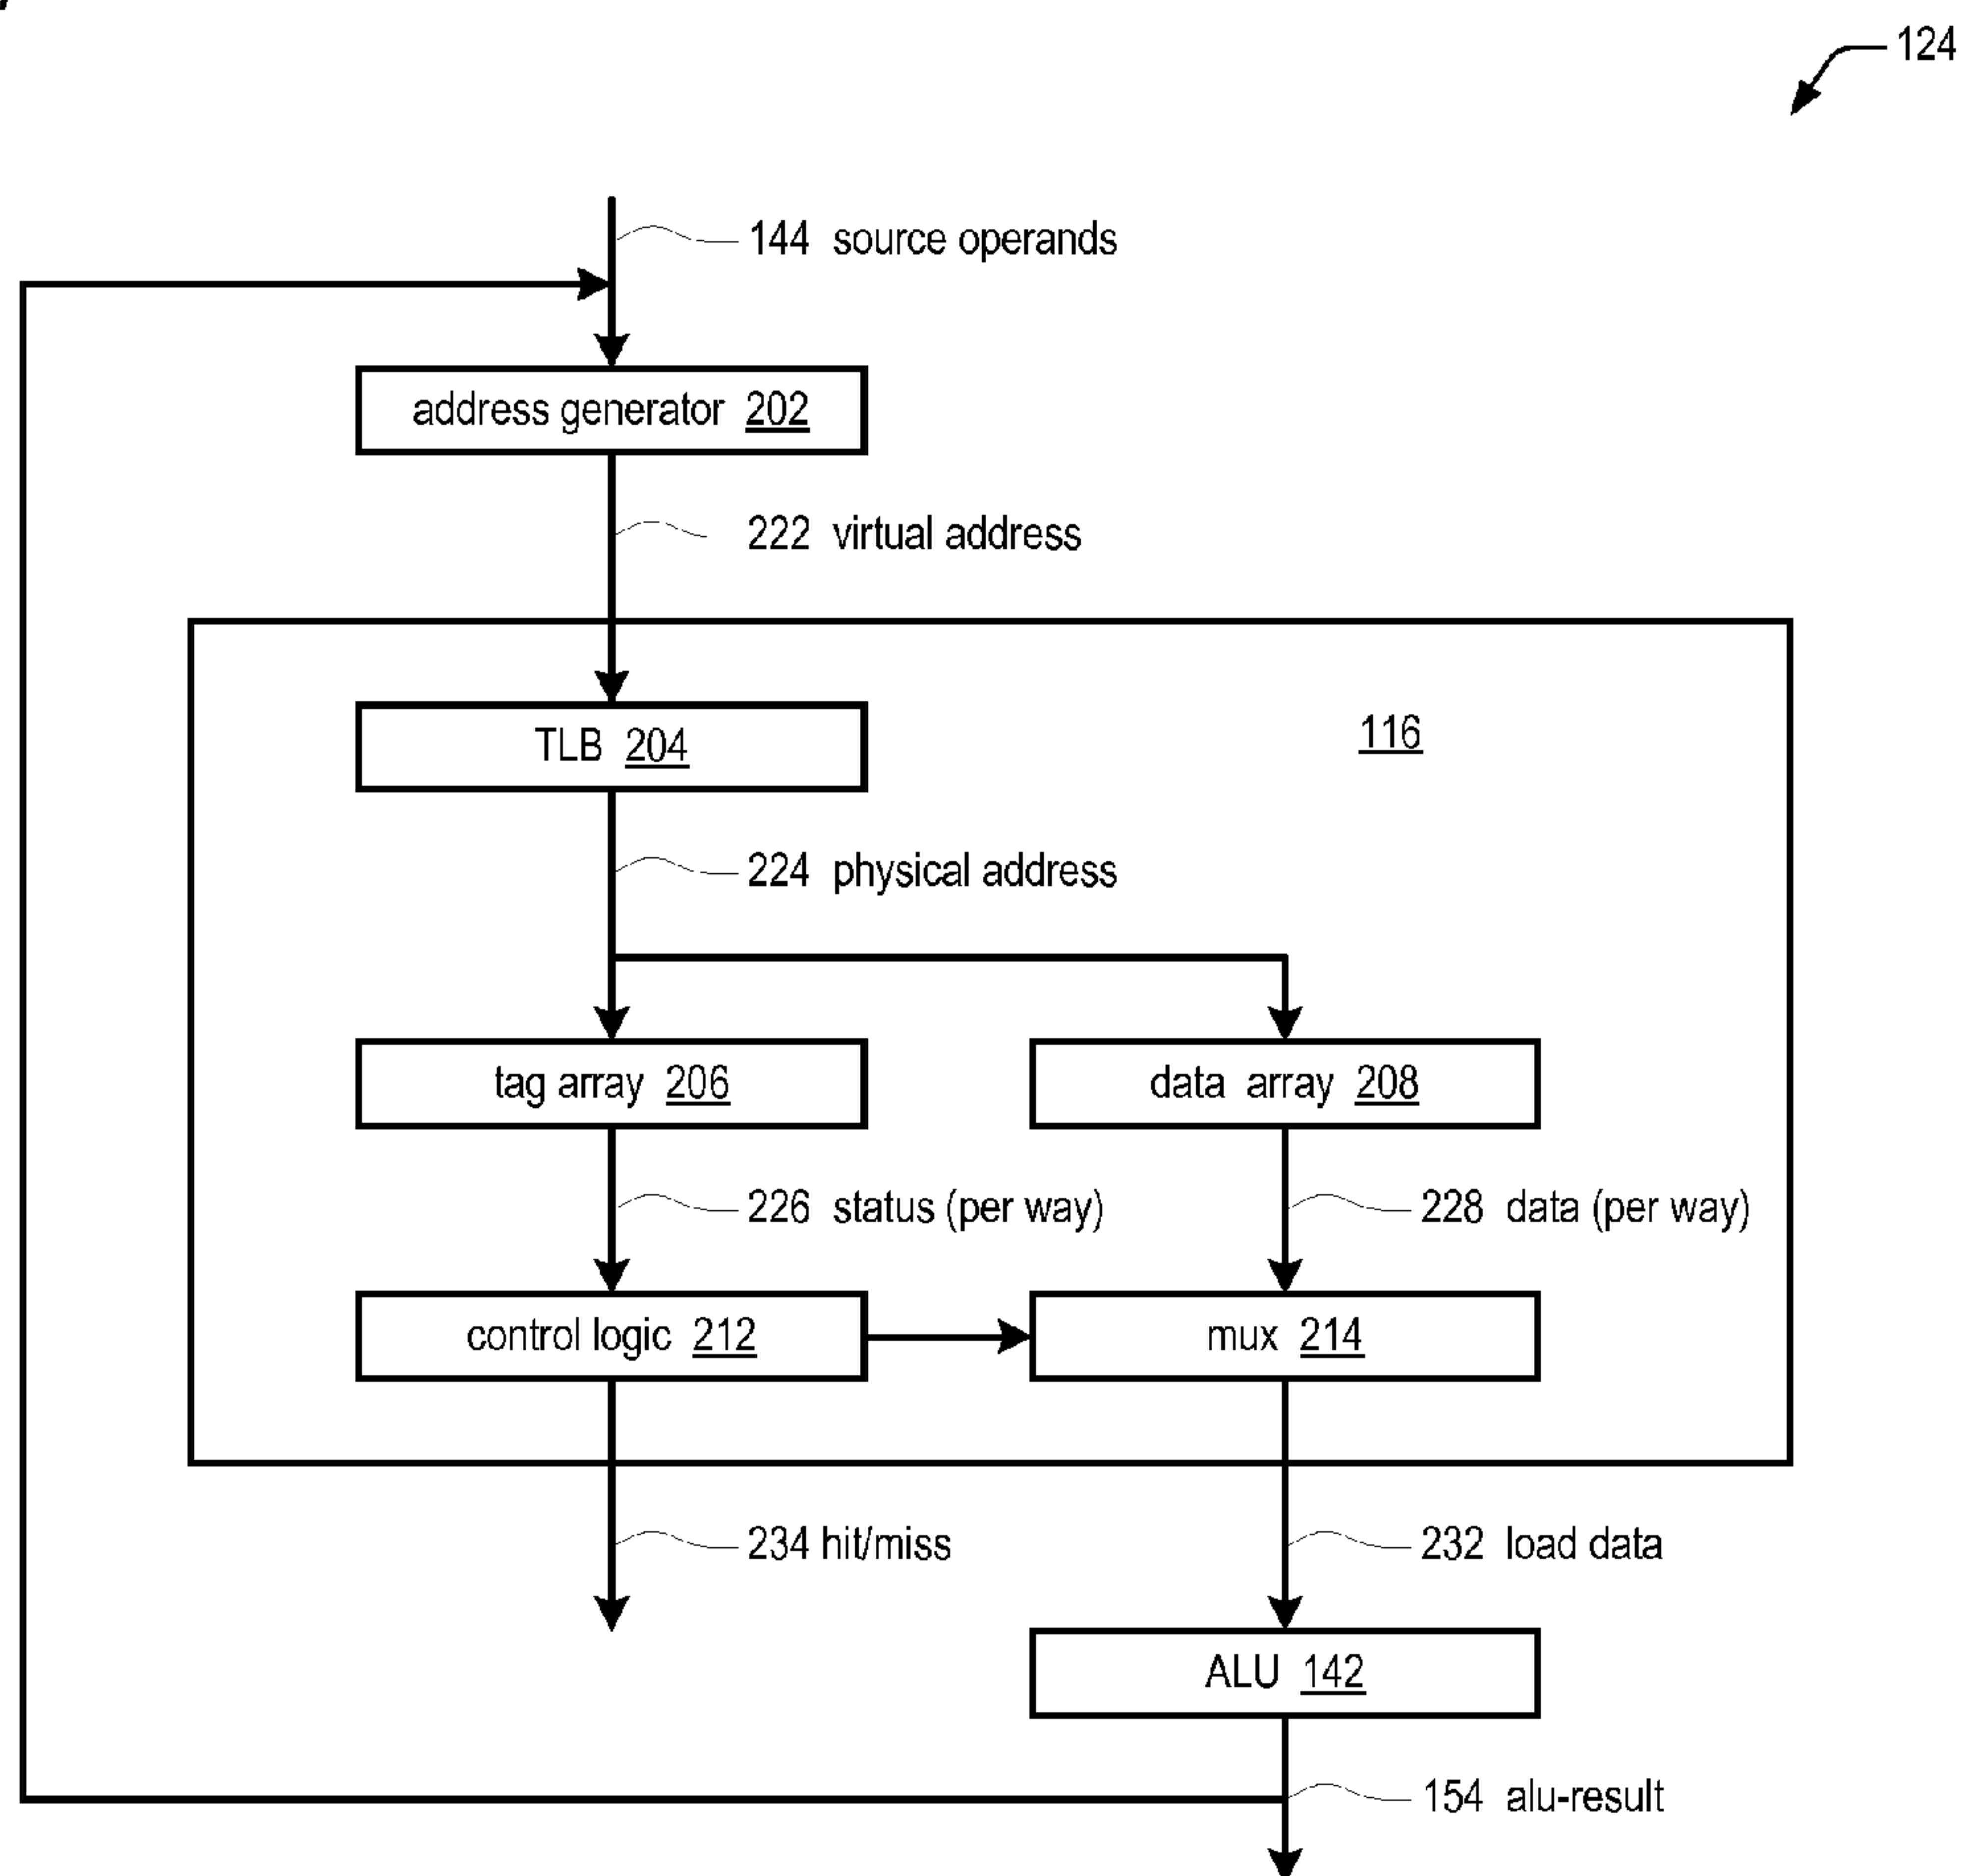 124
144 source operands
address generator 202
222 virtual address
TLB 204
116
224 physical address
tag array 206
data array 208
226 status (per way)
228 data (per way)
control logic 212
mux 214
234 hit/miss
232 load data
ALU 142
154 alu-result